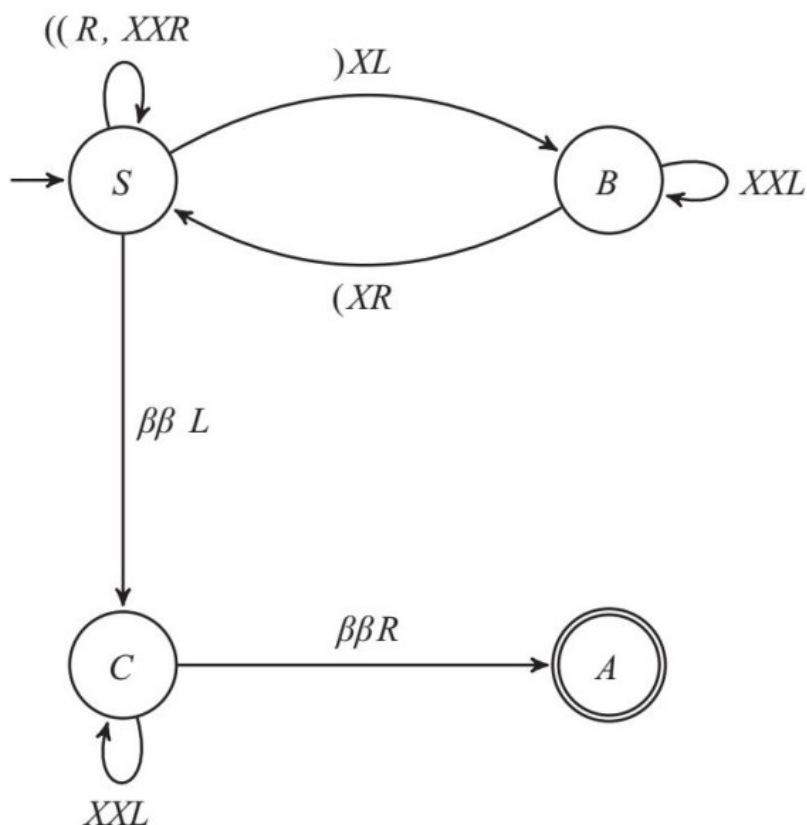 (( R, XXR
)XL
S
B
XXL
(XR
ββ L
ββR
C
A
XXL